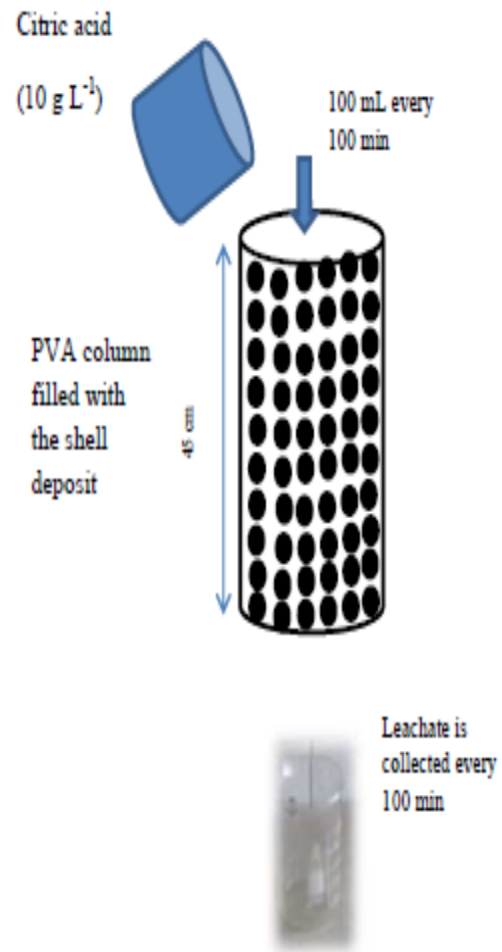 Citric acid
(10 g L⁻¹)
100 mL every
100 min
PVA column
filled with
the shell
deposit
45 cm
Leachate is
collected every
100 min